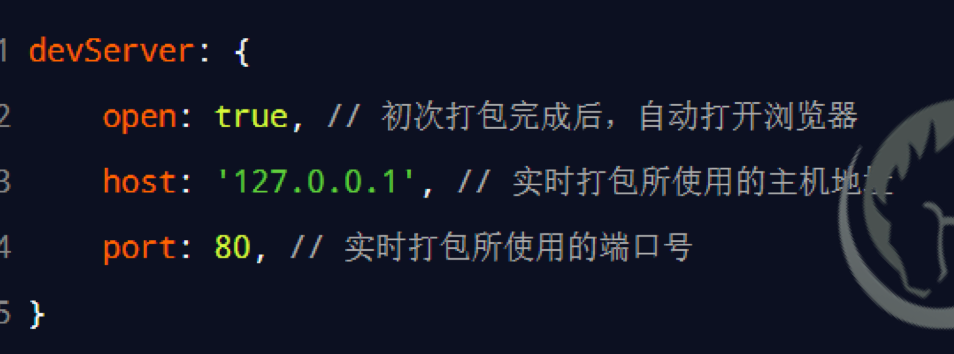 1 devServer: {
2 open: true, // 初次打包完成后，自动打开浏览器
3 host: '127.0.0.1', // 实时打包所使用的主机地址
4 port: 80, // 实时打包所使用的端口号
5 }